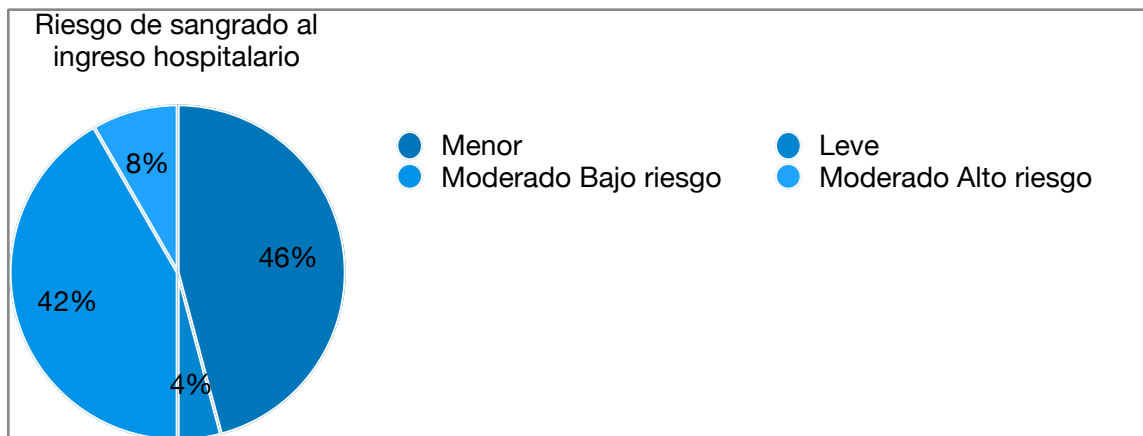 Riesgo de sangrado al
ingreso hospitalario
8%
46%
42%
4%
Menor
Leve
Moderado Bajo riesgo
Moderado Alto riesgo